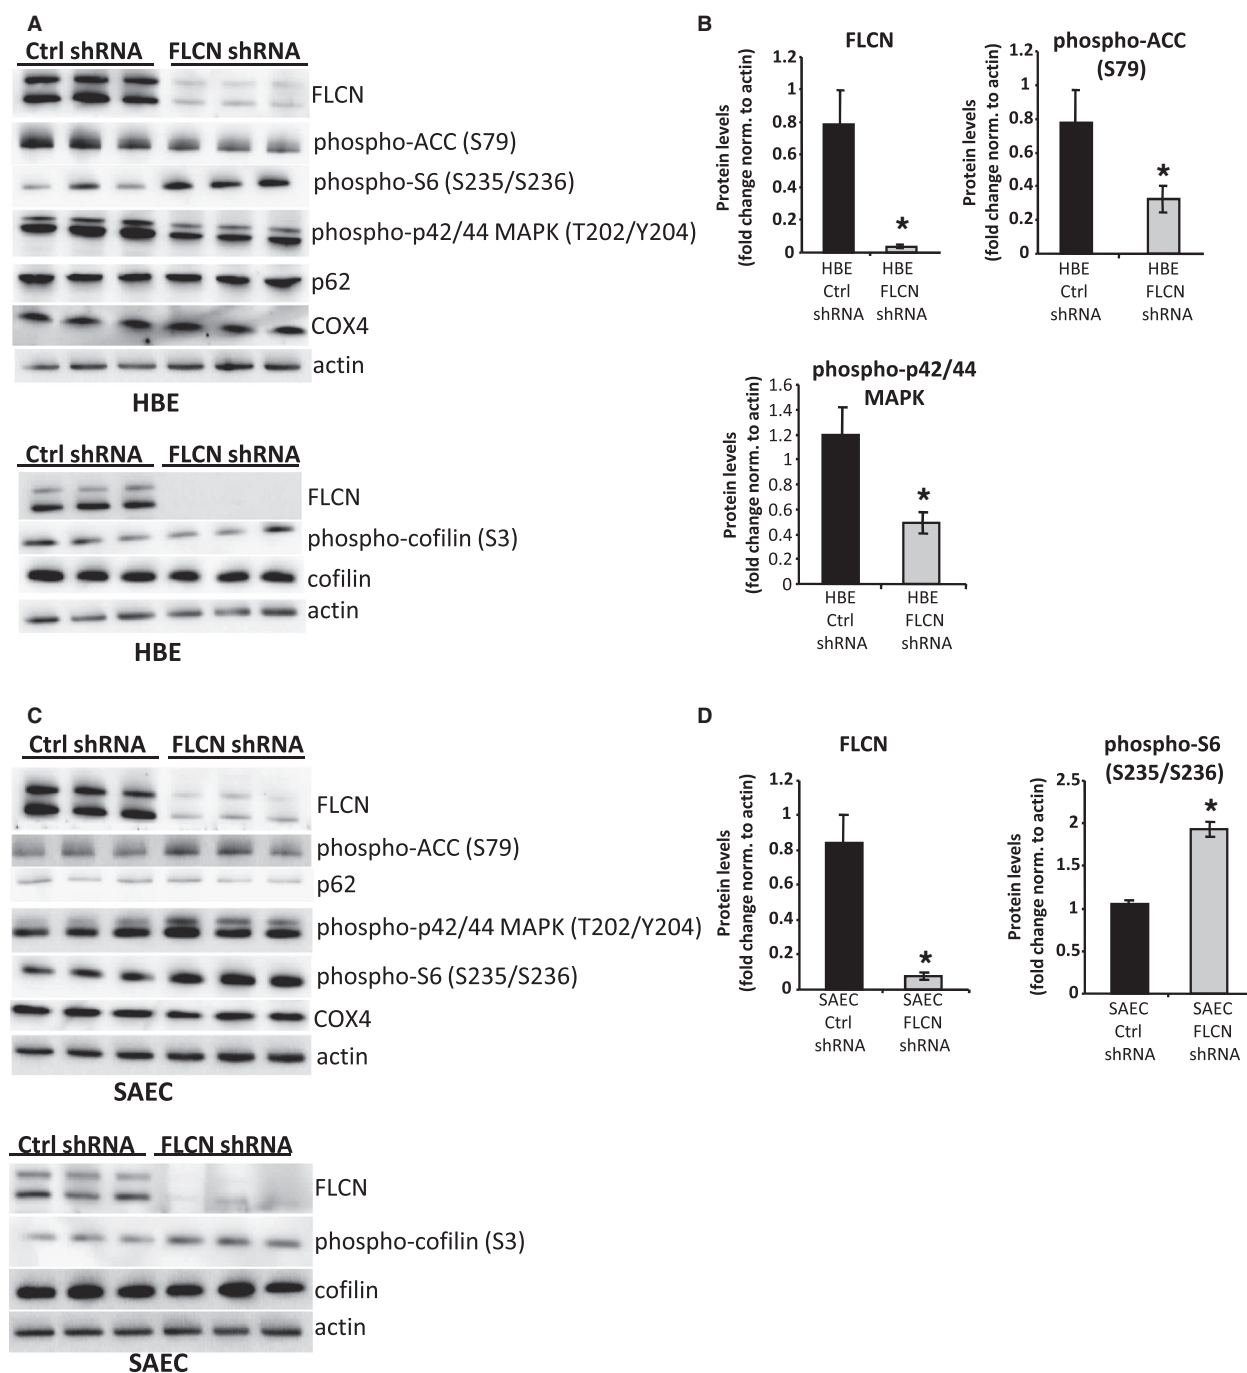 A
Ctrl shRNA FLCN shRNA
FLCN
phospho-ACC (S79)
phospho-S6 (S235/S236)
phospho-p42/44 MAPK (T202/Y204)
p62
COX4
actin
HBE
Ctrl shRNA FLCN shRNA
FLCN
phospho-cofilin (S3)
cofilin
actin
HBE
B
FLCN
Protein levels
(fold change norm. to actin)
1.2
1
0.8
0.6
0.4
0.2
0
*
HBE HBE
Ctrl FLCN
shRNA shRNA
phospho-ACC
(S79)
Protein levels
(fold change norm. to actin)
1.2
1
0.8
0.6
0.4
0.2
0
*
HBE HBE
Ctrl FLCN
shRNA shRNA
phospho-p42/44
MAPK
Protein levels
(fold change norm. to actin)
1.6
1.4
1.2
1
0.8
0.6
0.4
0.2
0
*
HBE HBE
Ctrl FLCN
shRNA shRNA
C
Ctrl shRNA FLCN shRNA
FLCN
phospho-ACC (S79)
p62
phospho-p42/44 MAPK (T202/Y204)
phospho-S6 (S235/S236)
COX4
actin
SAEC
Ctrl shRNA FLCN shRNA
FLCN
phospho-cofilin (S3)
cofilin
actin
SAEC
D
FLCN
Protein levels
(fold change norm. to actin)
1.2
1
0.8
0.6
0.4
0.2
0
*
SAEC SAEC
Ctrl FLCN
shRNA shRNA
phospho-S6
(S235/S236)
Protein levels
(fold change norm. to actin)
2.5
2
1.5
1
0.5
0
*
SAEC SAEC
Ctrl FLCN
shRNA shRNA